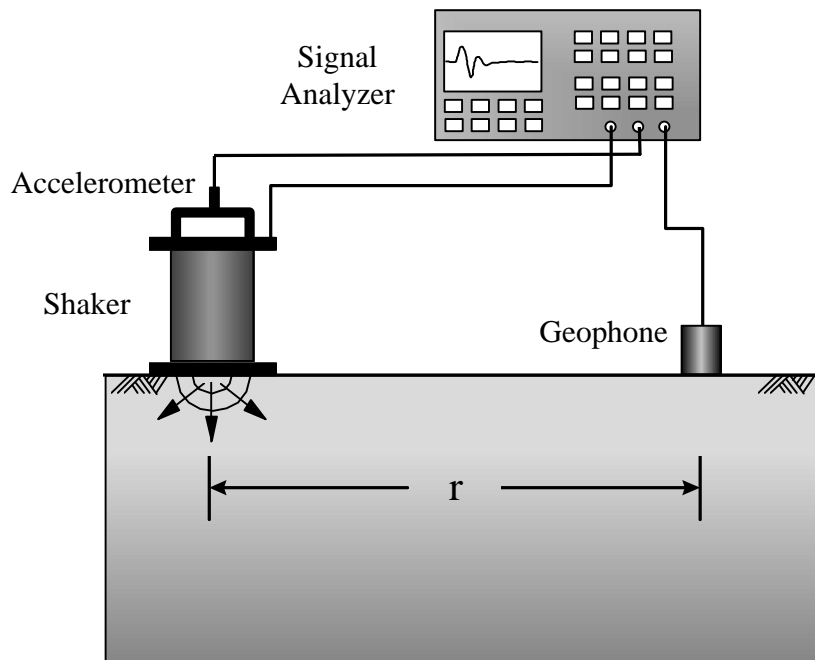 Signal
Analyzer
Accelerometer
Shaker
Geophone
r